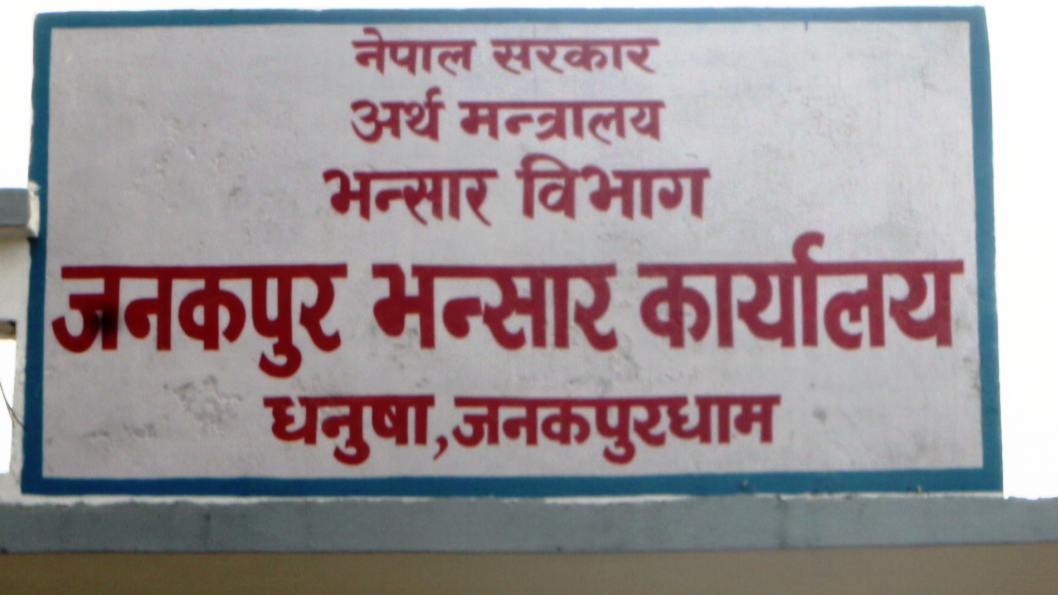 नेपाल सरकार
अर्थ मन्त्रालय
भन्सार विभाग
जनकपुर भन्सार कार्यालय
धनुषा,जनकपुरधाम